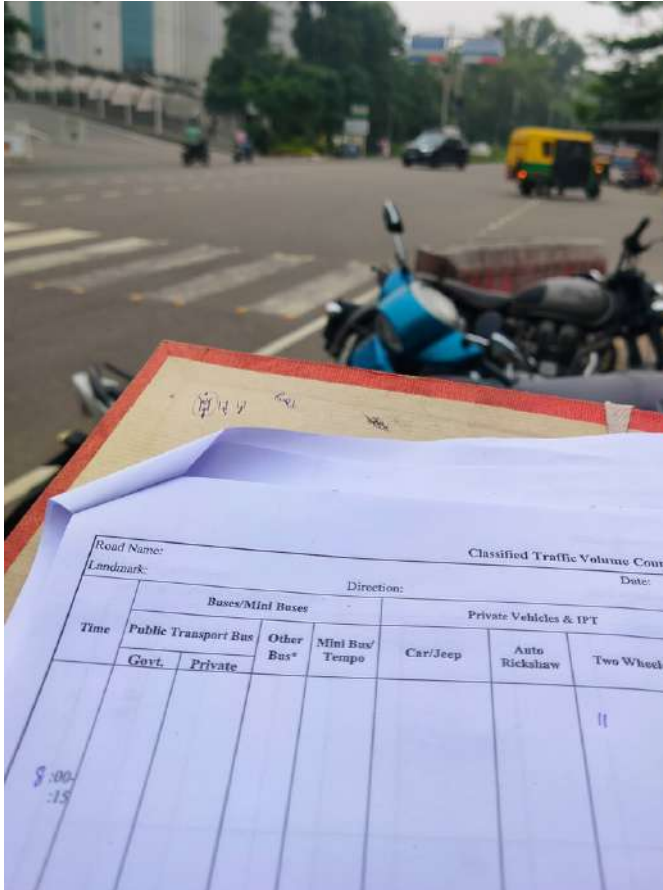 Road Name:
Classified Traffic Volume Coun
Landmark:
Direction:
Date:
Time
Buses/Mini Buses
Private Vehicles & IPT
Public Transport Bus
Other Bus*
Mini Bus/ Tempo
Car/Jeep
Auto Rickshaw
Two Wheel
Govt.
Private
8 :00-
:15